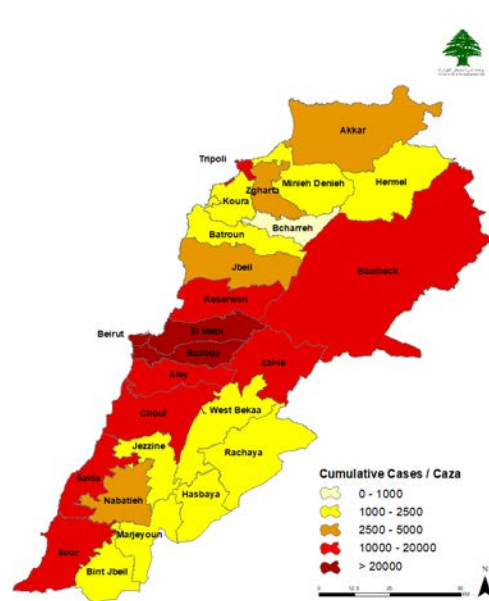 Akkar
Tripoli
Zgharta
Minieh Denieh
Hermel
Koura
Bcharreh
Batroun
Baalbeck
Jbeil
Keserwan
Beirut
El Metn
Baabda
Zahle
Aley
Chouf
West Bekaa
Jezzine
Rachaya
Saida
Nabatieh
Hasbaya
Marjeyoun
Sour
Bint Jbeil
Cumulative Cases / Caza
0 - 1000
1000 - 2500
2500 - 5000
10000 - 20000
> 20000
N